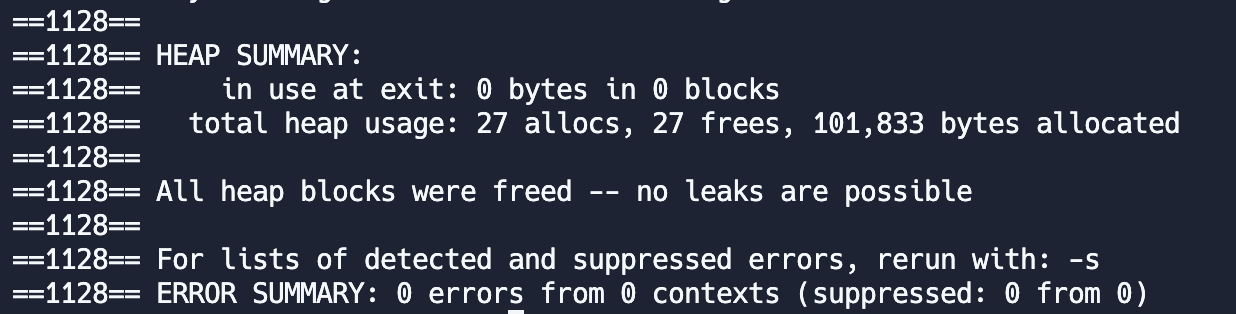 ==1128==
==1128== HEAP SUMMARY:
==1128==     in use at exit: 0 bytes in 0 blocks
==1128==   total heap usage: 27 allocs, 27 frees, 101,833 bytes allocated
==1128==
==1128== All heap blocks were freed -- no leaks are possible
==1128==
==1128== For lists of detected and suppressed errors, rerun with: -s
==1128== ERROR SUMMARY: 0 errors from 0 contexts (suppressed: 0 from 0)